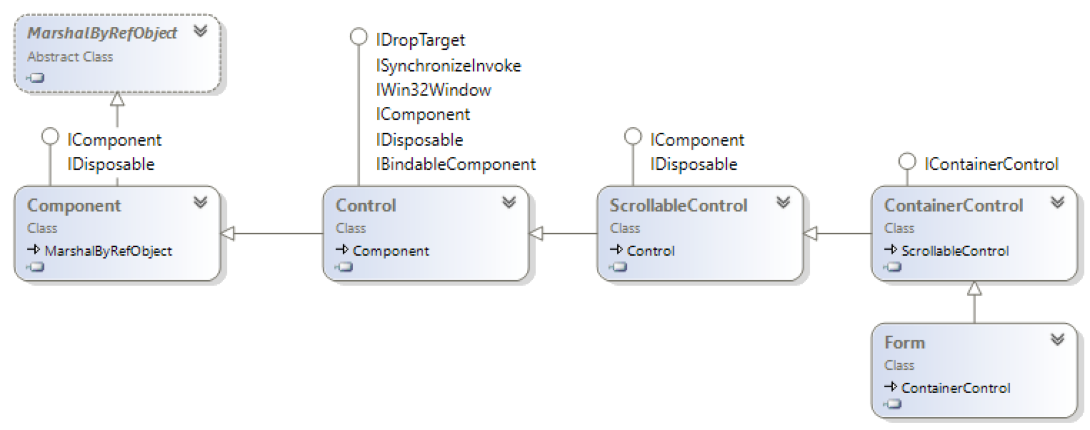 MarshalByRefObject
Abstract Class
IComponent
IDisposable
Component
Class
MarshalByRefObject
IDropTarget
ISynchronizeInvoke
IWin32Window
IComponent
IDisposable
IBindableComponent
Control
Class
Component
IComponent
IDisposable
ScrollableControl
Class
Control
IContainerControl
ContainerControl
Class
ScrollableControl
Form
Class
ContainerControl